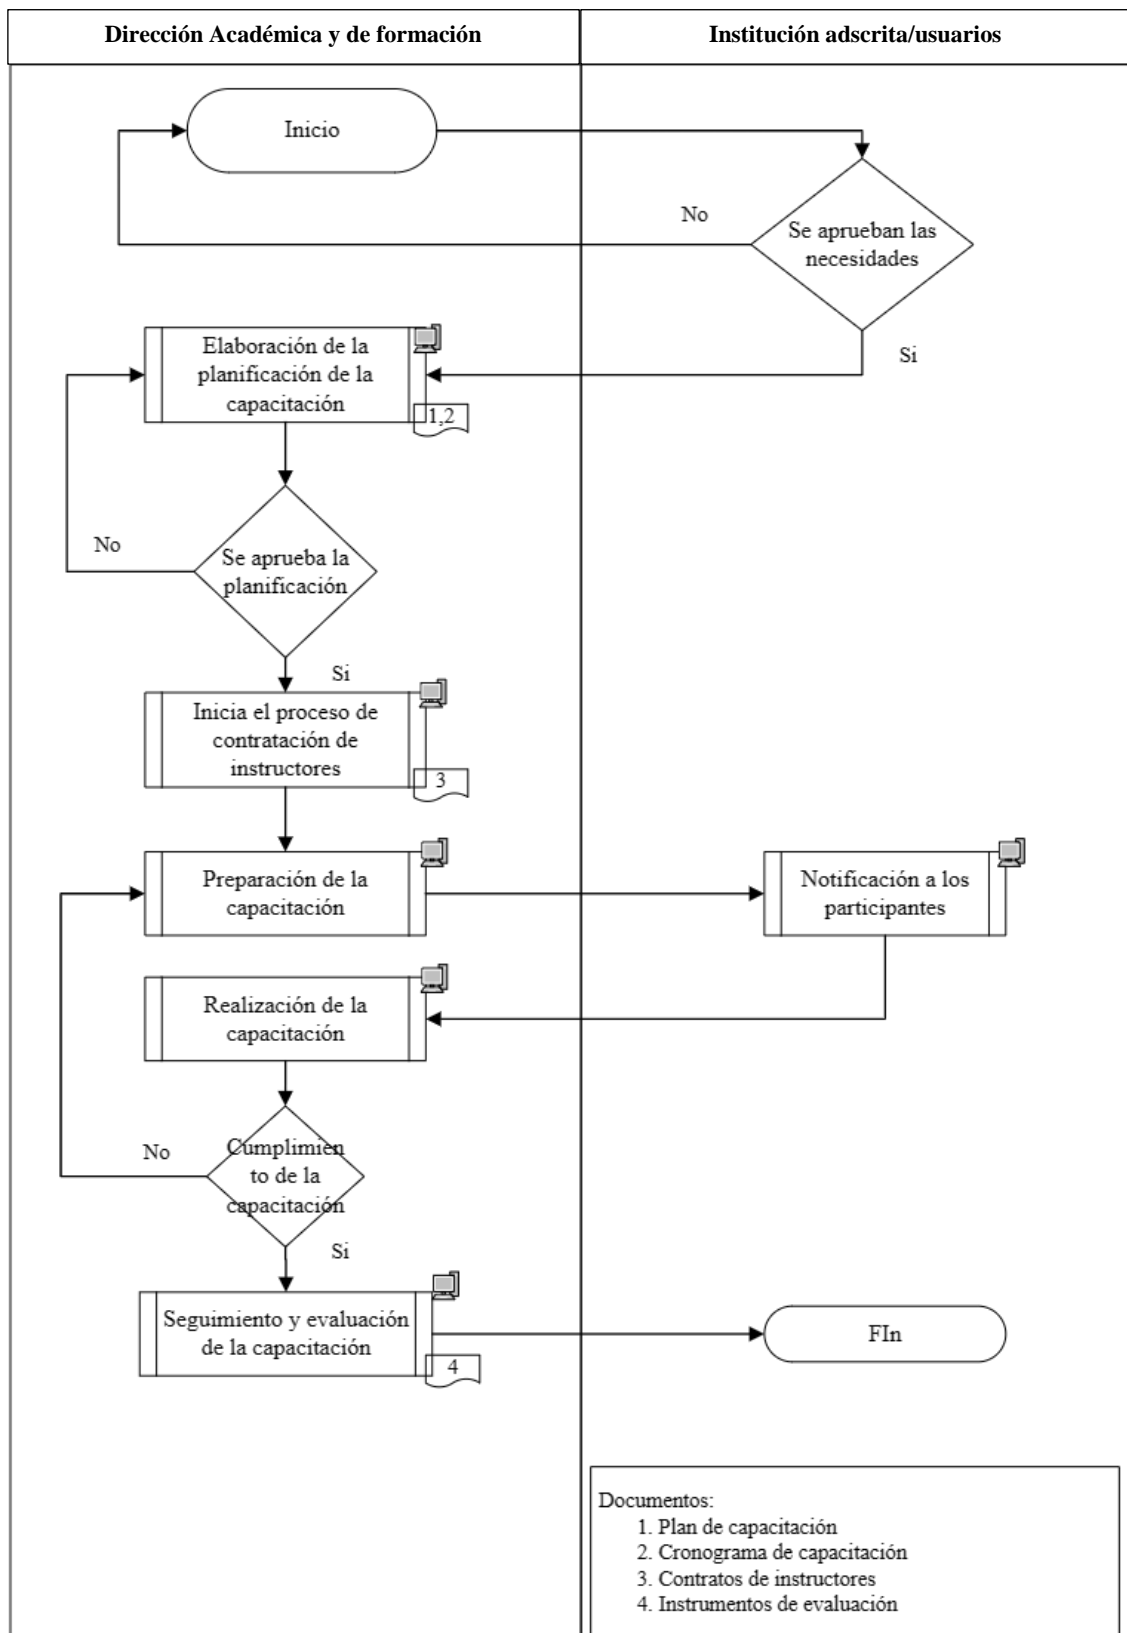 Dirección Académica y de formación
Institución adscrita/usuarios
Inicio
No
Se aprueban las
necesidades
Si
Elaboración de la
planificación de la
capacitación
1,2
No
Se aprueba la
planificación
Si
Inicia el proceso de
contratación de
instructores
3
Preparación de la
capacitación
Notificación a los
participantes
Realización de la
capacitación
No
Cumplimien
to de la
capacitación
Si
Seguimiento y evaluación
de la capacitación
4
FIn
Documentos:
1. Plan de capacitación
2. Cronograma de capacitación
3. Contratos de instructores
4. Instrumentos de evaluación